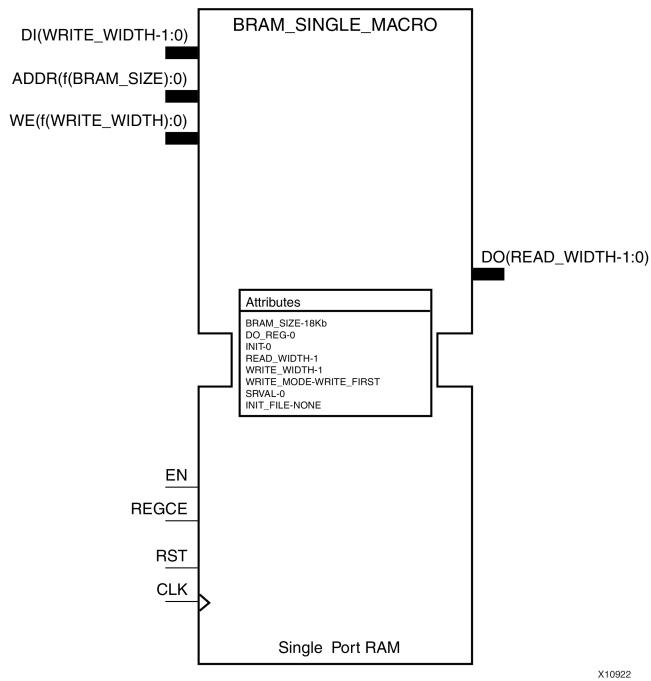 BRAM_SINGLE_MACRO
DI(WRITE_WIDTH-1:0)
ADDR(f(BRAM_SIZE):0)
WE(f(WRITE_WIDTH):0)
DO(READ_WIDTH-1:0)
Attributes
BRAM_SIZE-18Kb
DO_REG-0
INIT-0
READ_WIDTH-1
WRITE_WIDTH-1
WRITE_MODE-WRITE_FIRST
SRVAL-0
INIT_FILE-NONE
EN
REGCE
RST
CLK
Single Port RAM
X10922